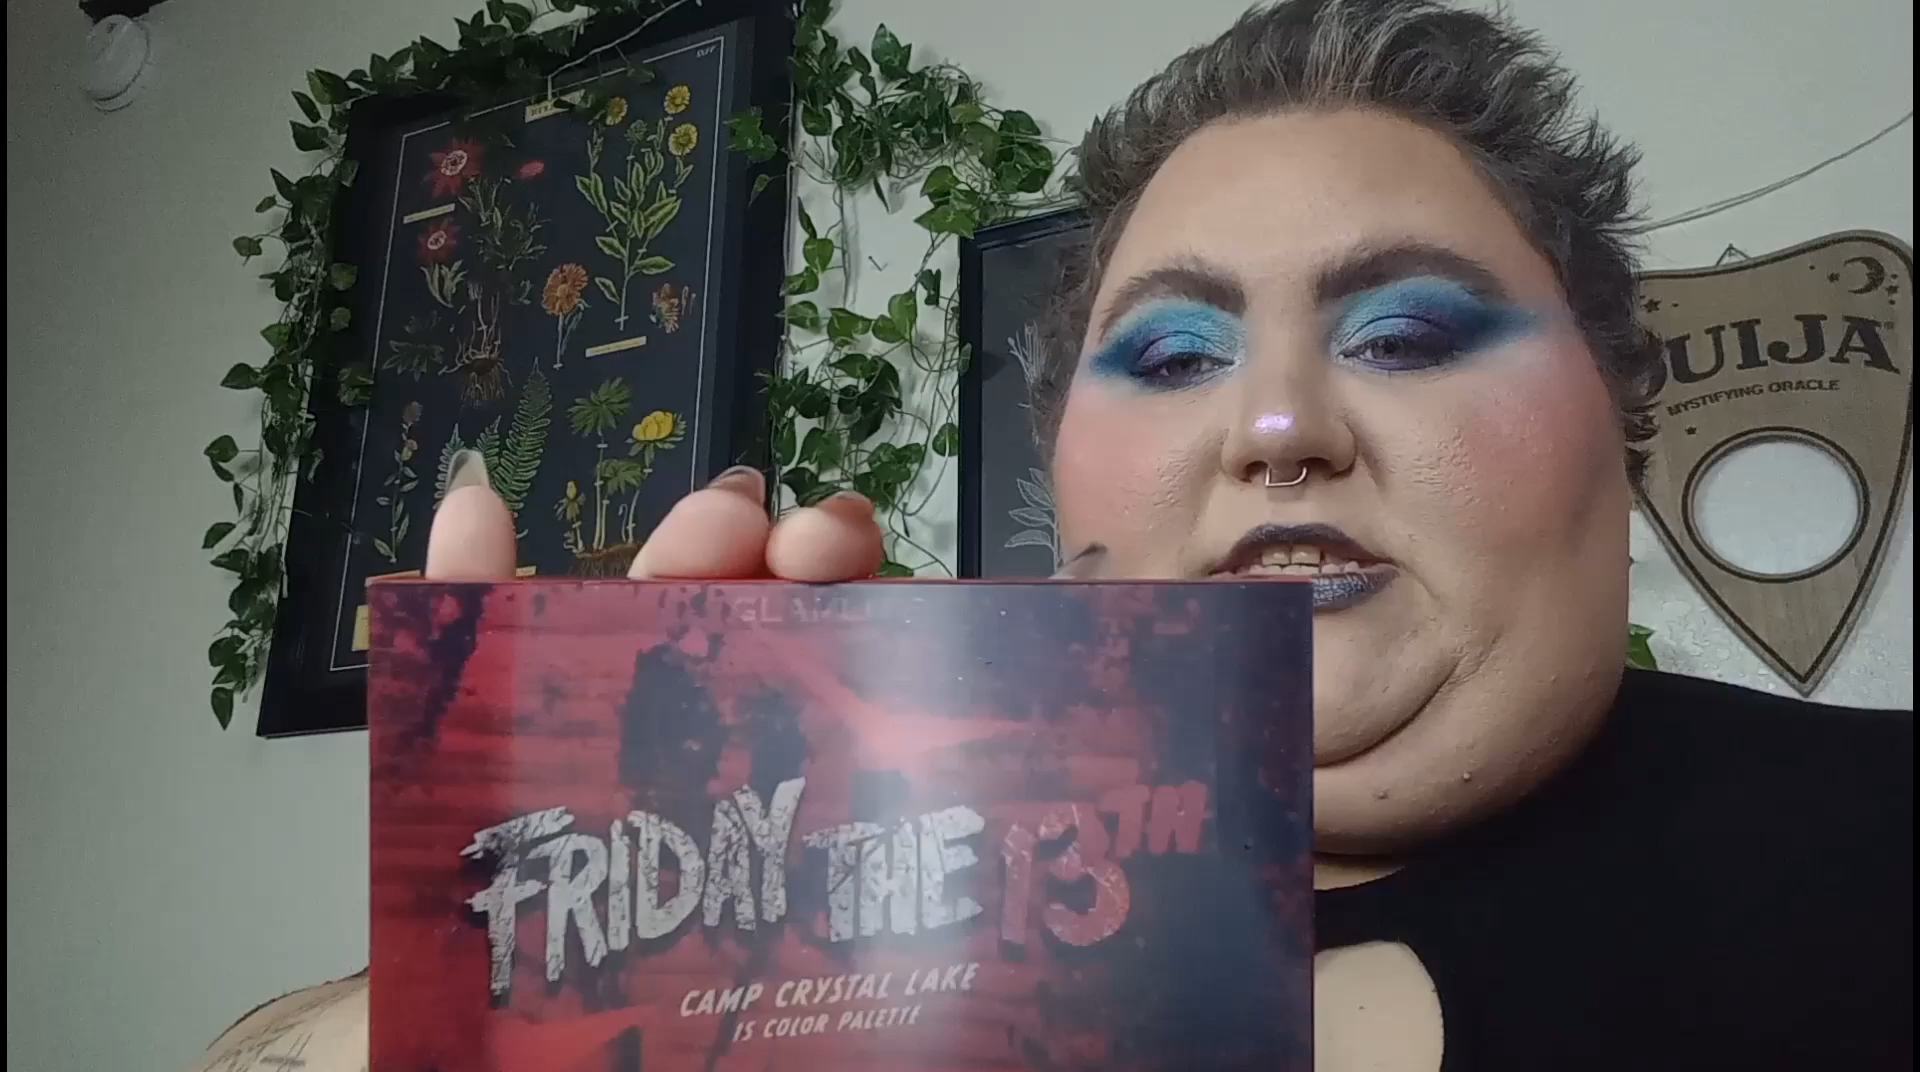 OUIJA
MYSTIFYING ORACLE
FRIDAY THE 13TH
CAMP CRYSTAL LAKE
15 COLOR PALETTE